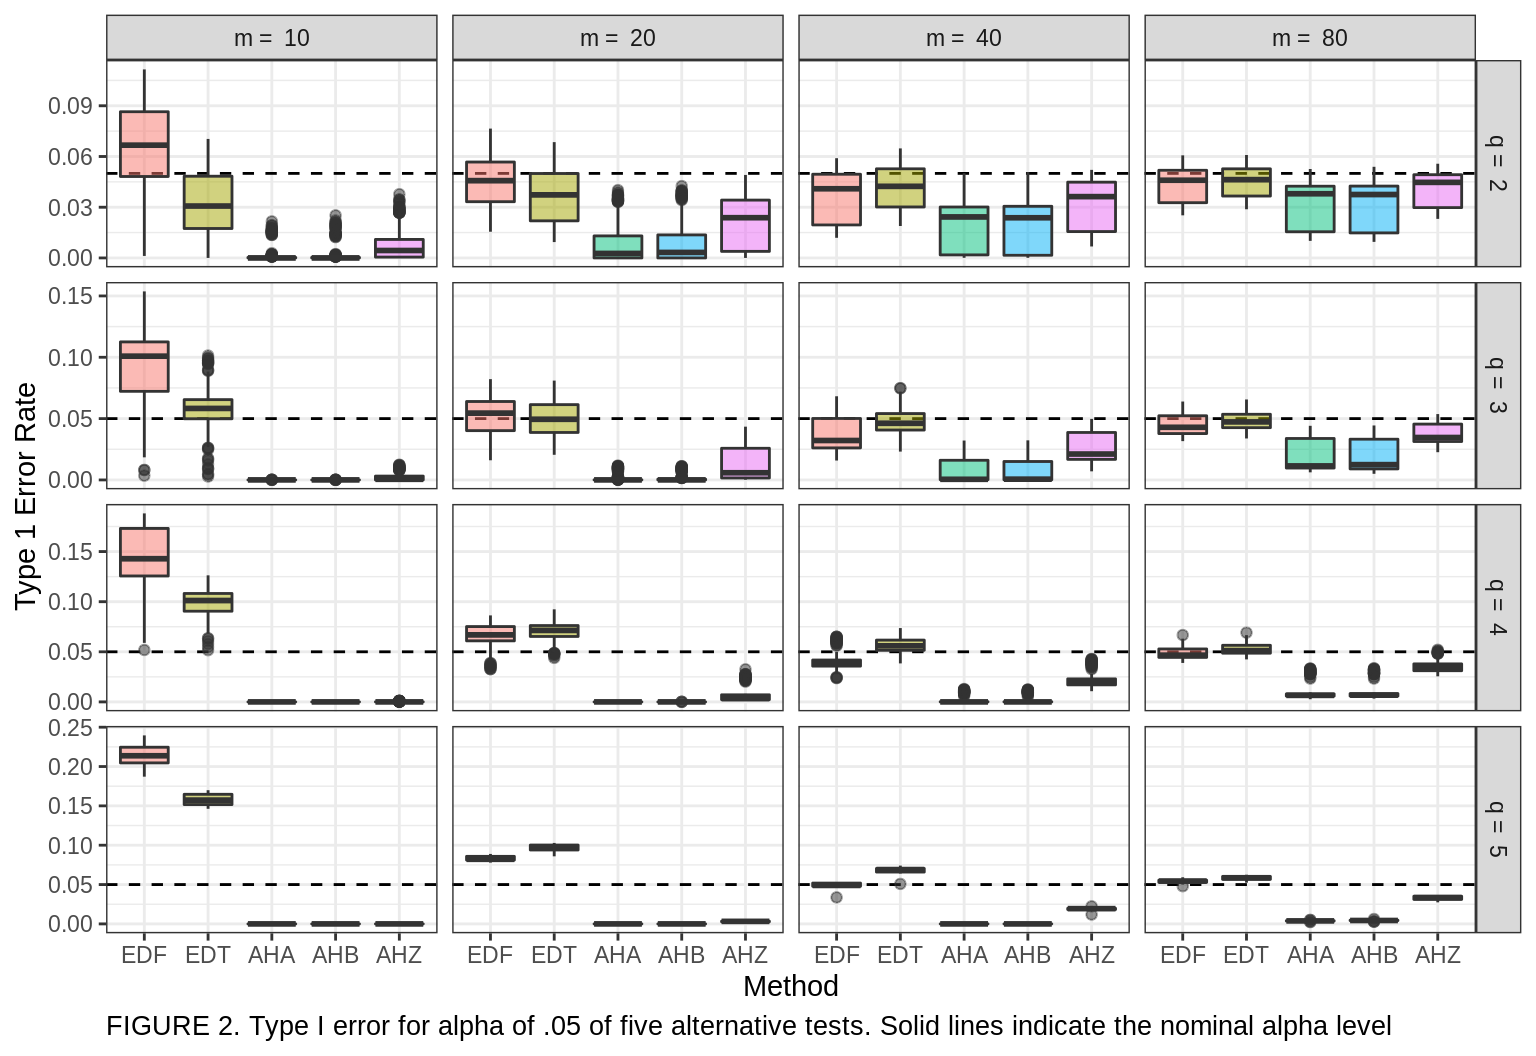 m = 10
m = 20
m = 40
m = 80
0.09
0.06
0.03
0.00
q = 2
0.15
0.10
0.05
0.00
q = 3
0.15
0.10
0.05
0.00
q = 4
0.25
0.20
0.15
0.10
0.05
0.00
q = 5
Type 1 Error Rate
EDF EDT AHA AHB AHZ EDF EDT AHA AHB AHZ EDF EDT AHA AHB AHZ EDF EDT AHA AHB AHZ
Method
FIGURE 2. Type I error for alpha of .05 of five alternative tests. Solid lines indicate the nominal alpha level